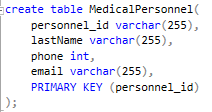 create table MedicalPersonnel(
personnel_id varchar(255),
lastName varchar(255),
phone int,
email varchar(255),
PRIMARY KEY (personnel_id)
);